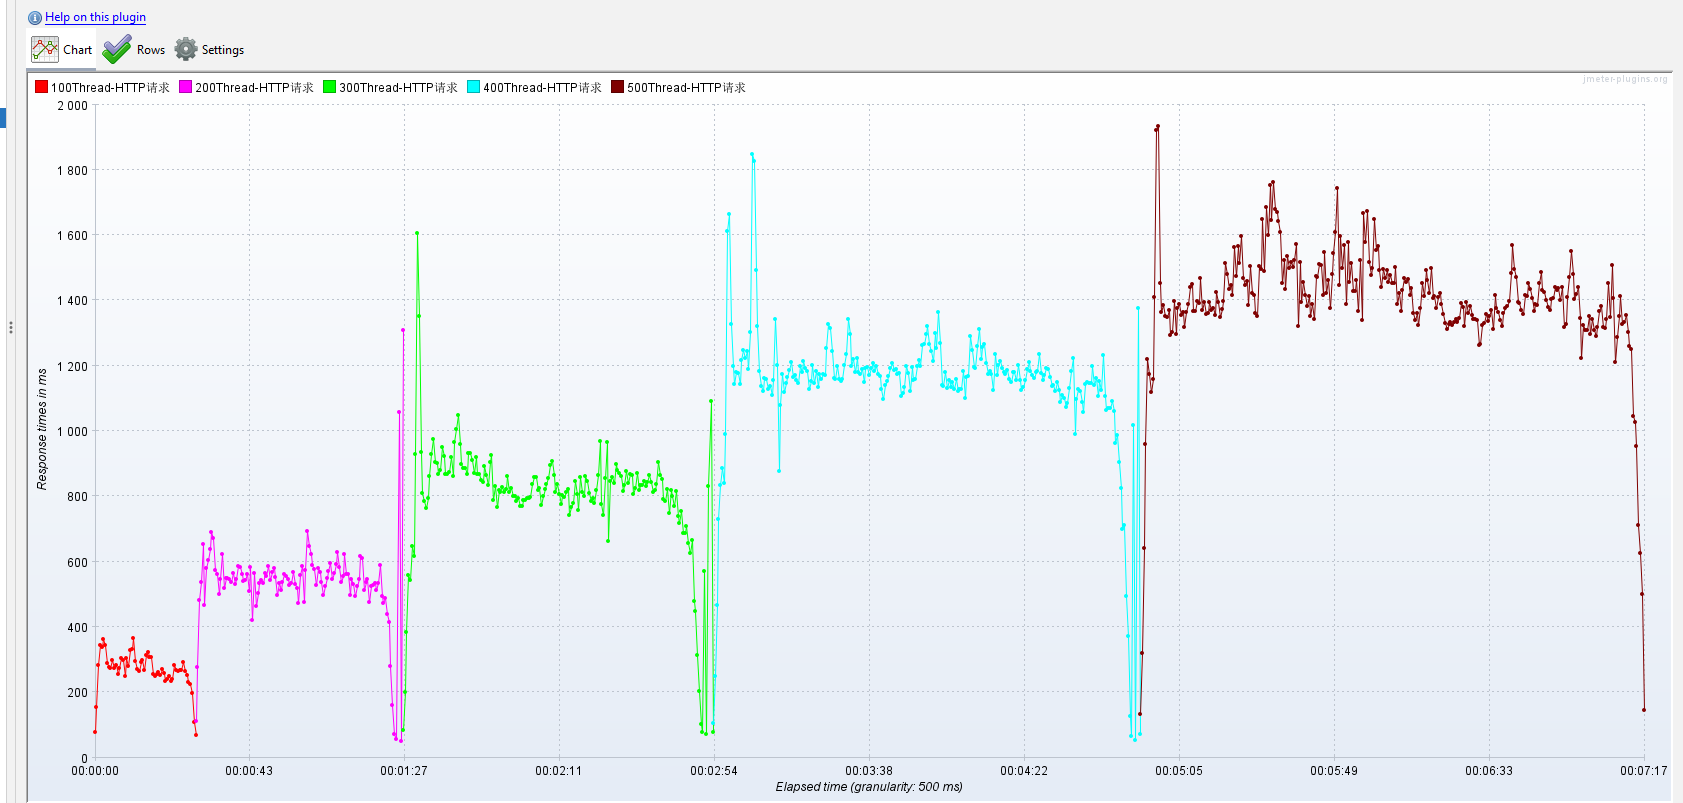 Help on this plugin
Chart Rows Settings
100Thread-HTTP请求 200Thread-HTTP请求 300Thread-HTTP请求 400Thread-HTTP请求 500Thread-HTTP请求
jmeter-plugins.org
2 000
1 800
1 600
1 400
1 200
1 000
800
600
400
200
0
Response times in ms
00:00:00 00:00:43 00:01:27 00:02:11 00:02:54 00:03:38 00:04:22 00:05:05 00:05:49 00:06:33 00:07:17
Elapsed time (granularity: 500 ms)